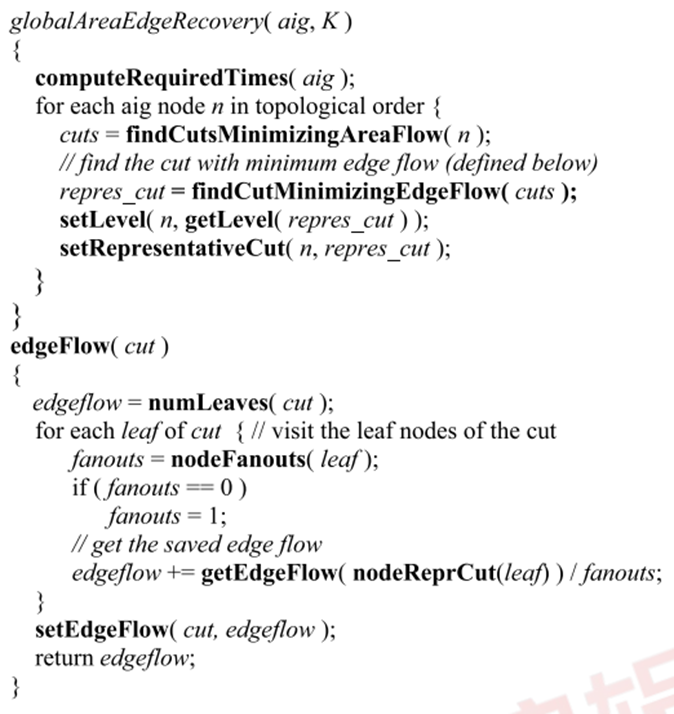 globalAreaEdgeRecovery( aig, K )
{
computeRequiredTimes( aig );
for each aig node n in topological order {
cuts = findCutsMinimizingAreaFlow( n );
// find the cut with minimum edge flow (defined below)
repres_cut = findCutMinimizingEdgeFlow( cuts );
setLevel( n, getLevel( repres_cut ) );
setRepresentativeCut( n, repres_cut );
}
}
edgeFlow( cut )
{
edgeflow = numLeaves( cut );
for each leaf of cut { // visit the leaf nodes of the cut
fanouts = nodeFanouts( leaf );
if ( fanouts == 0 )
fanouts = 1;
// get the saved edge flow
edgeflow += getEdgeFlow( nodeReprCut(leaf) ) / fanouts;
}
setEdgeFlow( cut, edgeflow );
return edgeflow;
}